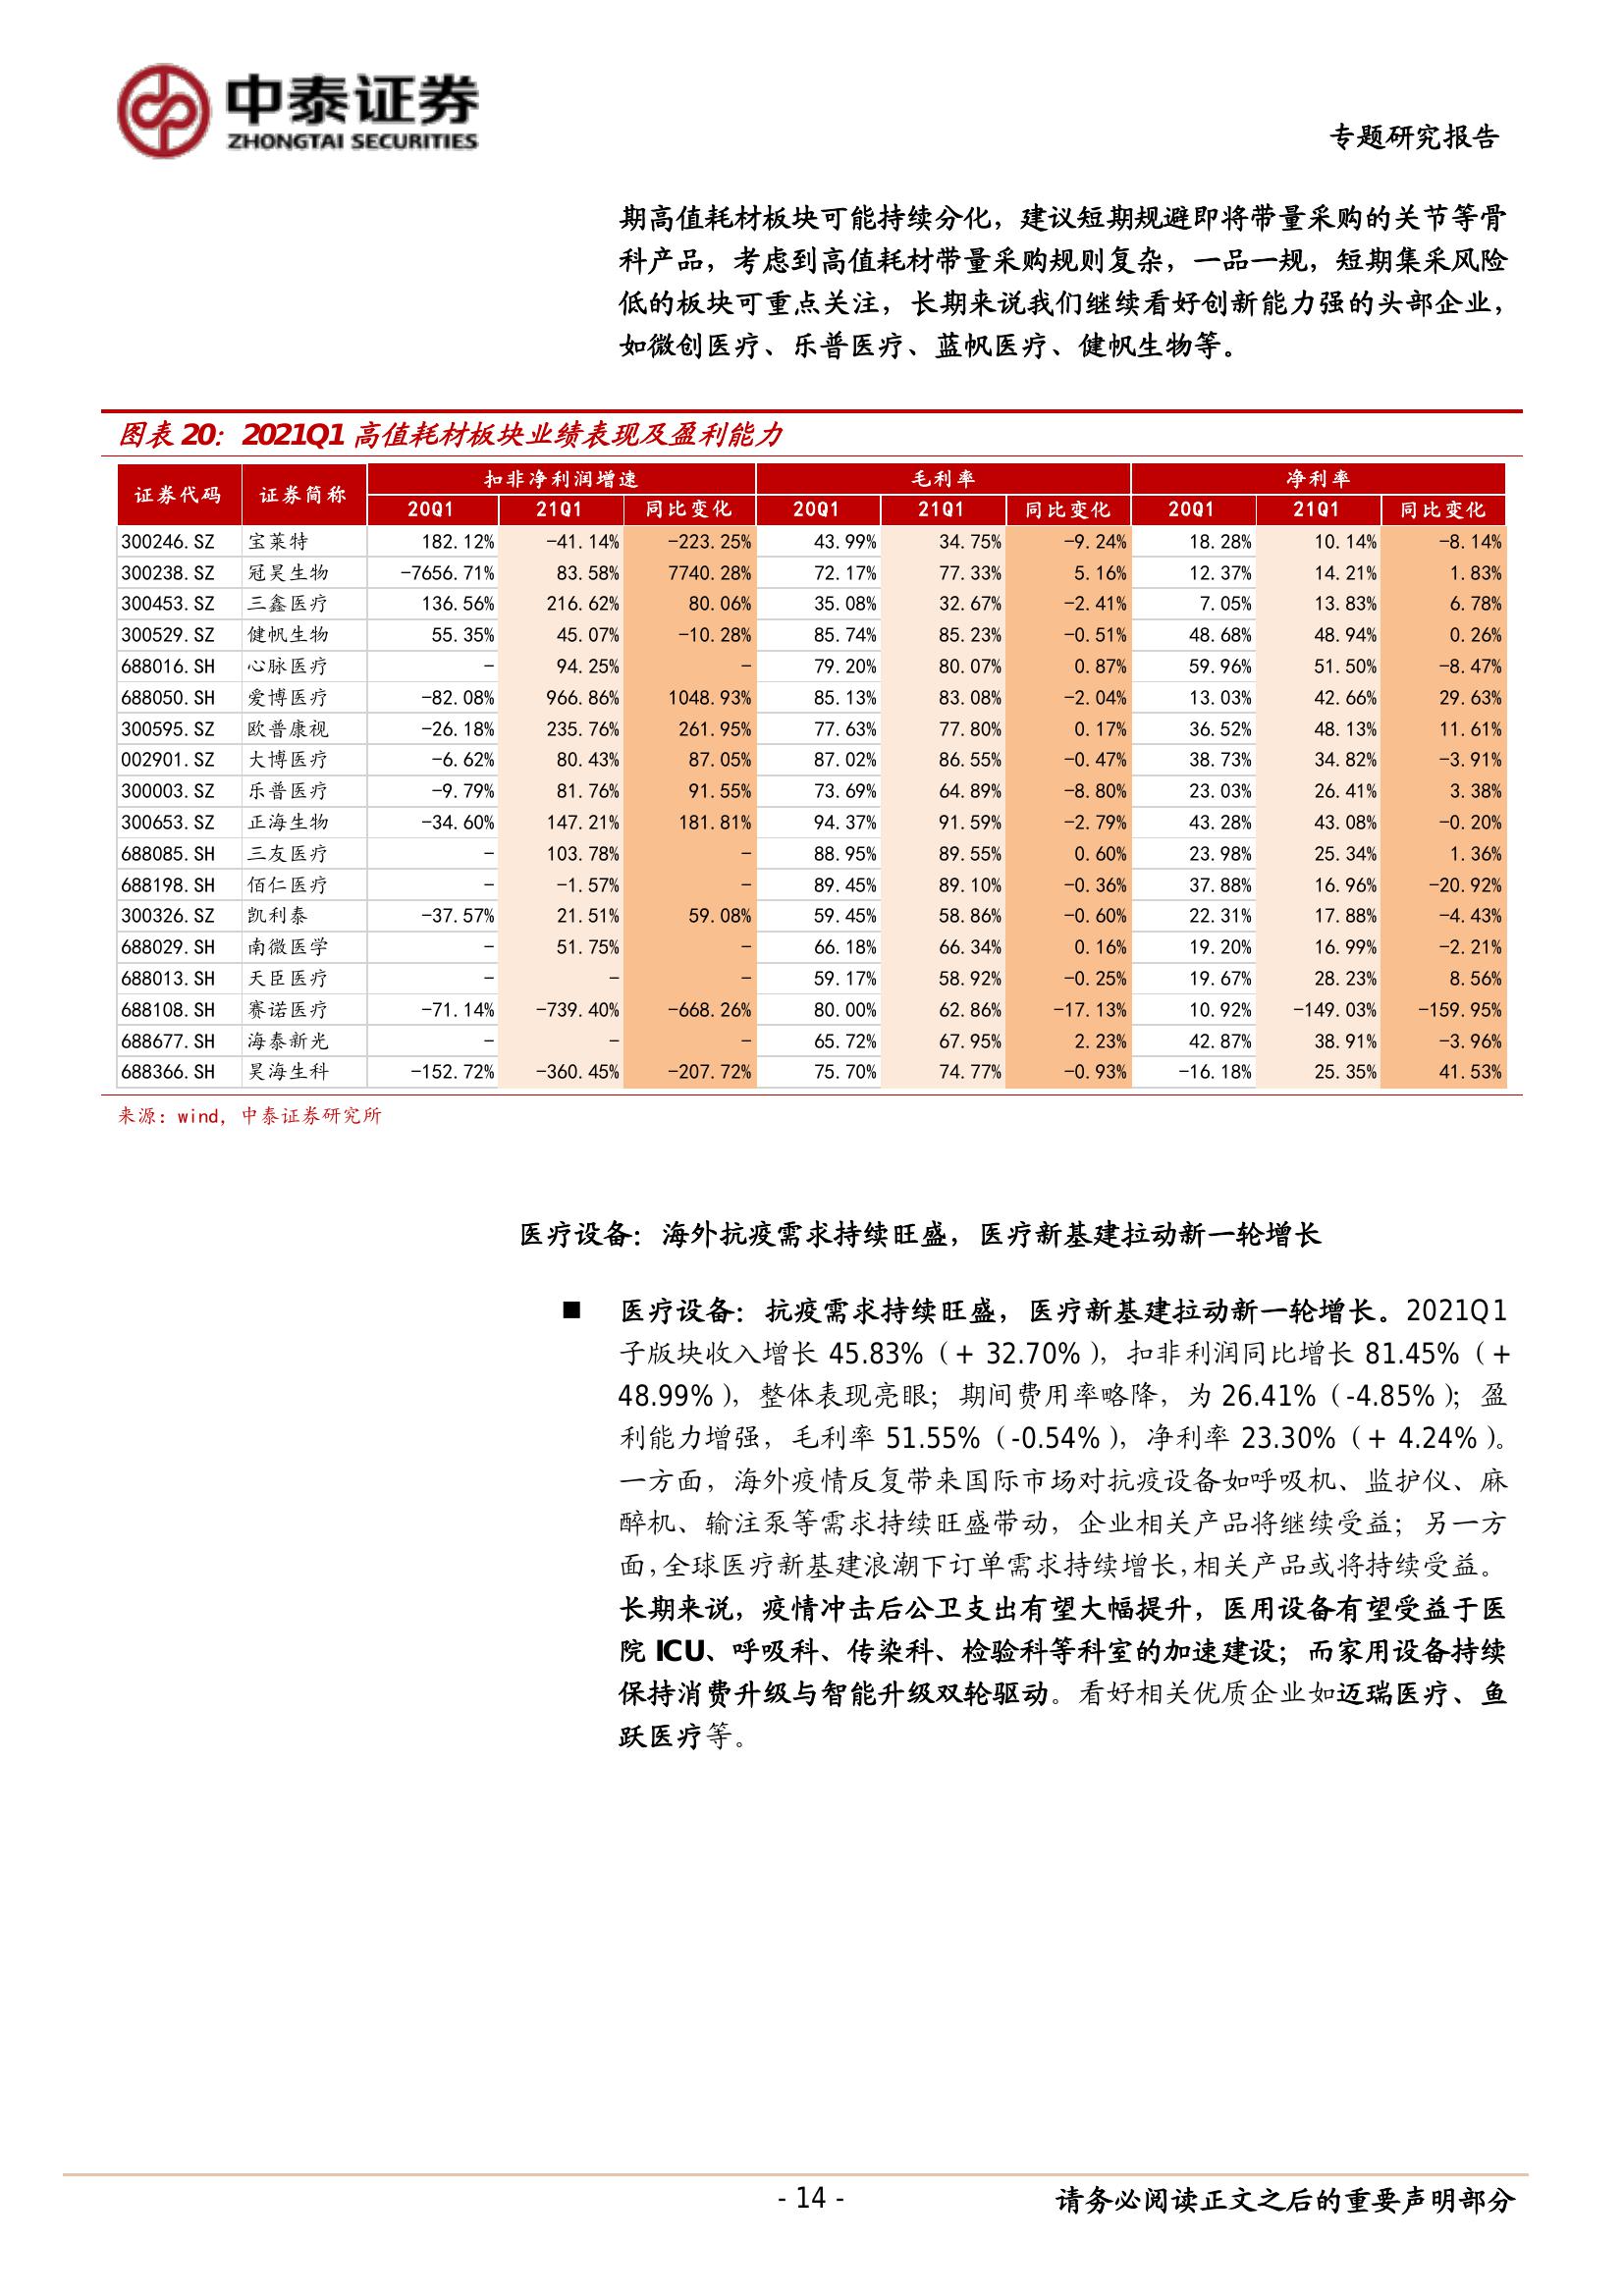 中泰证券
ZHONGTAI SECURITIES
专题研究报告
期高值耗材板块可能持续分化，建议短期规避即将带量采购的关节等骨
科产品，考虑到高值耗材带量采购规则复杂，一品一规，短期集采风险
低的板块可重点关注，长期来说我们继续看好创新能力强的头部企业，
如微创医疗、乐普医疗、蓝帆医疗、健帆生物等。
图表 20：2021Q1 高值耗材板块业绩表现及盈利能力
证券代码 证券简称 扣非净利润增速 毛利率 净利率
20Q1 21Q1 同比变化 20Q1 21Q1 同比变化 20Q1 21Q1 同比变化
300246.SZ 宝莱特 182.12% -41.14% -223.25% 43.99% 34.75% -9.24% 18.28% 10.14% -8.14%
300238.SZ 冠昊生物 -7656.71% 83.58% 7740.28% 72.17% 77.33% 5.16% 12.37% 14.21% 1.83%
300453.SZ 三鑫医疗 136.56% 216.62% 80.06% 35.08% 32.67% -2.41% 7.05% 13.83% 6.78%
300529.SZ 健帆生物 55.35% 45.07% -10.28% 85.74% 85.23% -0.51% 48.68% 48.94% 0.26%
688016.SH 心脉医疗 - 94.25% - 79.20% 80.07% 0.87% 59.96% 51.50% -8.47%
688050.SH 爱博医疗 -82.08% 966.86% 1048.93% 85.13% 83.08% -2.04% 13.03% 42.66% 29.63%
300595.SZ 欧普康视 -26.18% 235.76% 261.95% 77.63% 77.80% 0.17% 36.52% 48.13% 11.61%
002901.SZ 大博医疗 -6.62% 80.43% 87.05% 87.02% 86.55% -0.47% 38.73% 34.82% -3.91%
300003.SZ 乐普医疗 -9.79% 81.76% 91.55% 73.69% 64.89% -8.80% 23.03% 26.41% 3.38%
300653.SZ 正海生物 -34.60% 147.21% 181.81% 94.37% 91.59% -2.79% 43.28% 43.08% -0.20%
688085.SH 三友医疗 - 103.78% - 88.95% 89.55% 0.60% 23.98% 25.34% 1.36%
688198.SH 佰仁医疗 - -1.57% - 89.45% 89.10% -0.36% 37.88% 16.96% -20.92%
300326.SZ 凯利泰 -37.57% 21.51% 59.08% 59.45% 58.86% -0.60% 22.31% 17.88% -4.43%
688029.SH 南微医学 - 51.75% - 66.18% 66.34% 0.16% 19.20% 16.99% -2.21%
688013.SH 天臣医疗 - - - 59.17% 58.92% -0.25% 19.67% 28.23% 8.56%
688108.SH 赛诺医疗 -71.14% -739.40% -668.26% 80.00% 62.86% -17.13% 10.92% -149.03% -159.95%
688677.SH 海泰新光 - - - 65.72% 67.95% 2.23% 42.87% 38.91% -3.96%
688366.SH 昊海生科 -152.72% -360.45% -207.72% 75.70% 74.77% -0.93% -16.18% 25.35% 41.53%
来源：wind，中泰证券研究所
医疗设备：海外抗疫需求持续旺盛，医疗新基建拉动新一轮增长
■ 医疗设备：抗疫需求持续旺盛，医疗新基建拉动新一轮增长。2021Q1
子版块收入增长 45.83%（+ 32.70%），扣非利润同比增长 81.45%（+
48.99%），整体表现亮眼；期间费用率略降，为 26.41%（-4.85%）；盈
利能力增强，毛利率 51.55%（-0.54%），净利率 23.30%（+ 4.24%）。
一方面，海外疫情反复带来国际市场对抗疫设备如呼吸机、监护仪、麻
醉机、输注泵等需求持续旺盛带动，企业相关产品将继续受益；另一方
面，全球医疗新基建浪潮下订单需求持续增长，相关产品或将持续受益。
长期来说，疫情冲击后公卫支出有望大幅提升，医用设备有望受益于医
院 ICU、呼吸科、传染科、检验科等科室的加速建设；而家用设备持续
保持消费升级与智能升级双轮驱动。看好相关优质企业如迈瑞医疗、鱼
跃医疗等。
- 14 -
请务必阅读正文之后的重要声明部分